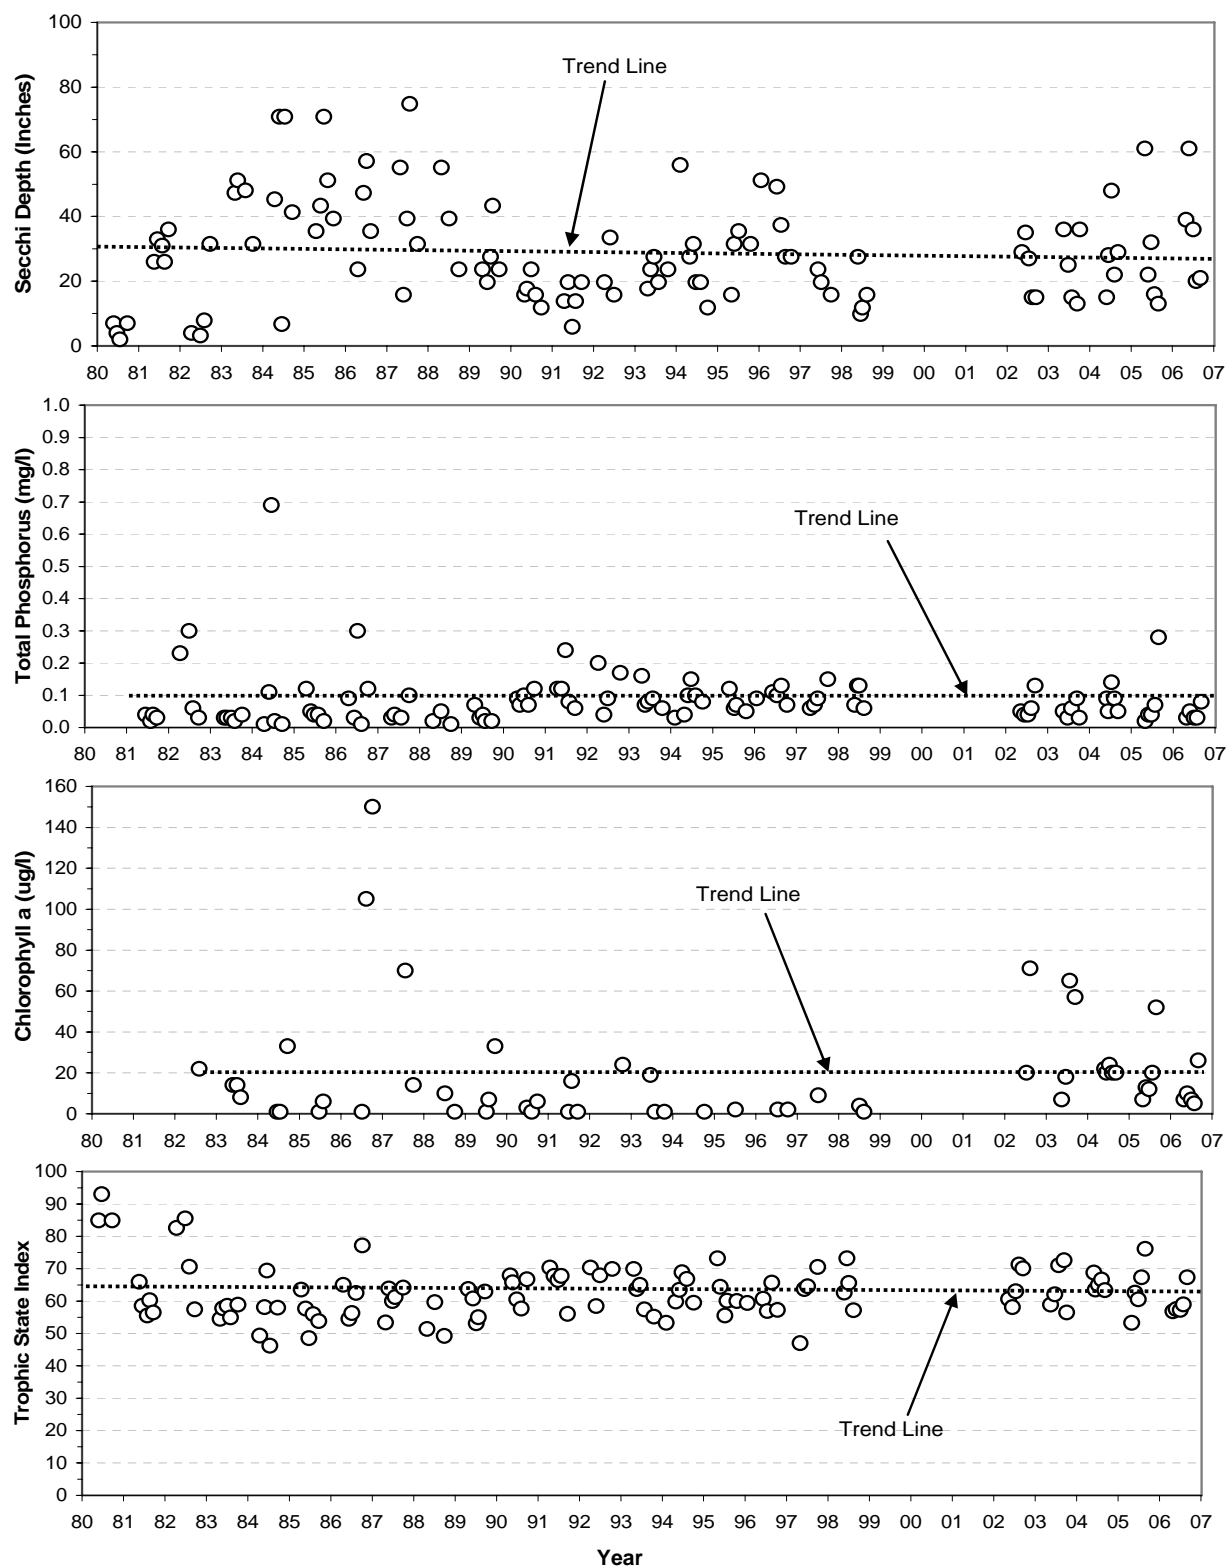 Secchi Depth (Inches)
100
80
60
40
20
0
Trend Line
80 81 82 83 84 85 86 87 88 89 90 91 92 93 94 95 96 97 98 99 00 01 02 03 04 05 06 07
Total Phosphorus (mg/l)
1.0
0.9
0.8
0.7
0.6
0.5
0.4
0.3
0.2
0.1
0.0
Trend Line
80 81 82 83 84 85 86 87 88 89 90 91 92 93 94 95 96 97 98 99 00 01 02 03 04 05 06 07
Chlorophyll a (ug/l)
160
140
120
100
80
60
40
20
0
Trend Line
80 81 82 83 84 85 86 87 88 89 90 91 92 93 94 95 96 97 98 99 00 01 02 03 04 05 06 07
Trophic State Index
100
90
80
70
60
50
40
30
20
10
0
Trend Line
80 81 82 83 84 85 86 87 88 89 90 91 92 93 94 95 96 97 98 99 00 01 02 03 04 05 06 07
Year